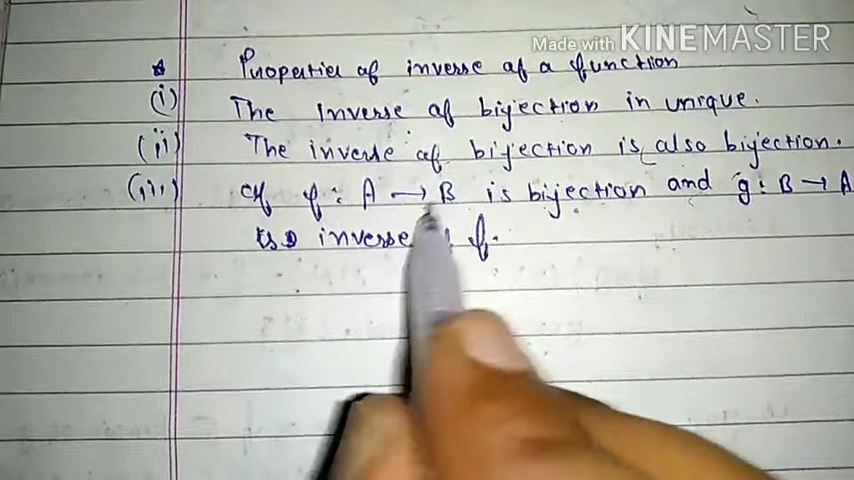 Made with KINEMASTER
Properties of inverse of a function
(i) The inverse of bijection in unique.
(ii) The inverse of bijection is also bijection.
(iii) If f: A → B is bijection and g: B → A
is inverse f.